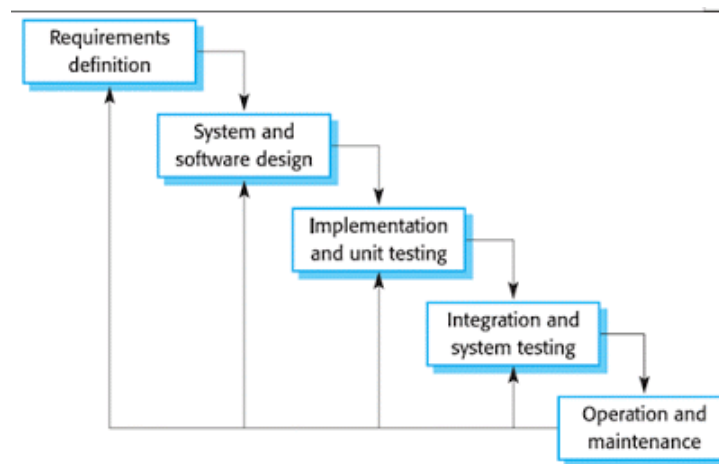 Requirements
definition
System and
software design
Implementation
and unit testing
Integration and
system testing
Operation and
maintenance